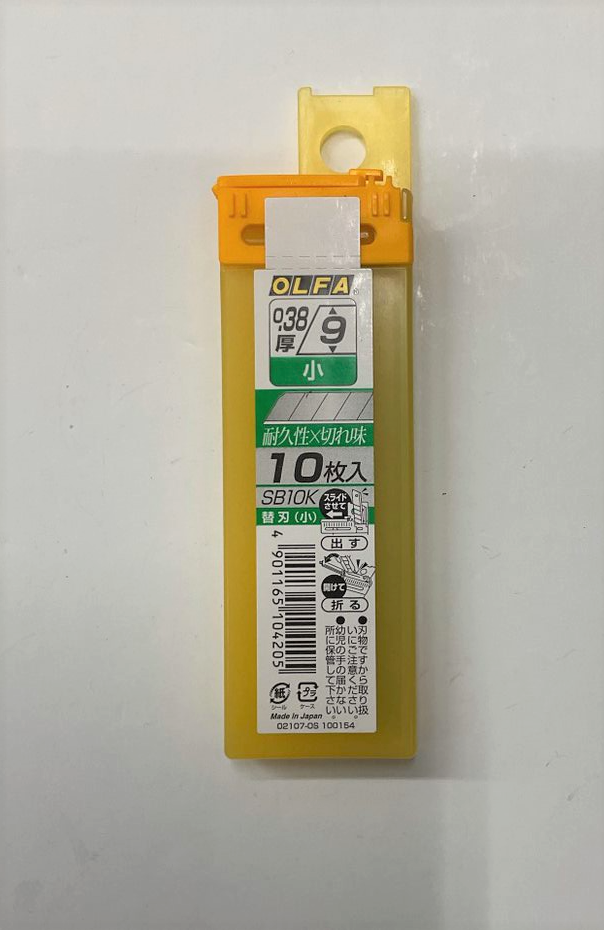 OLFA
0.38
厚
9
小
耐久性×切れ味
10枚入
SB10K
替刃(小)
スライド
させて
出す
開けて
折る
4 901165 104205
●刃物ですから取り扱
いにご注意ください。
●幼児の手の届かない
所に保管して下さい。
紙
シール
プラ
ケース
Made in Japan
02107-OS 100154